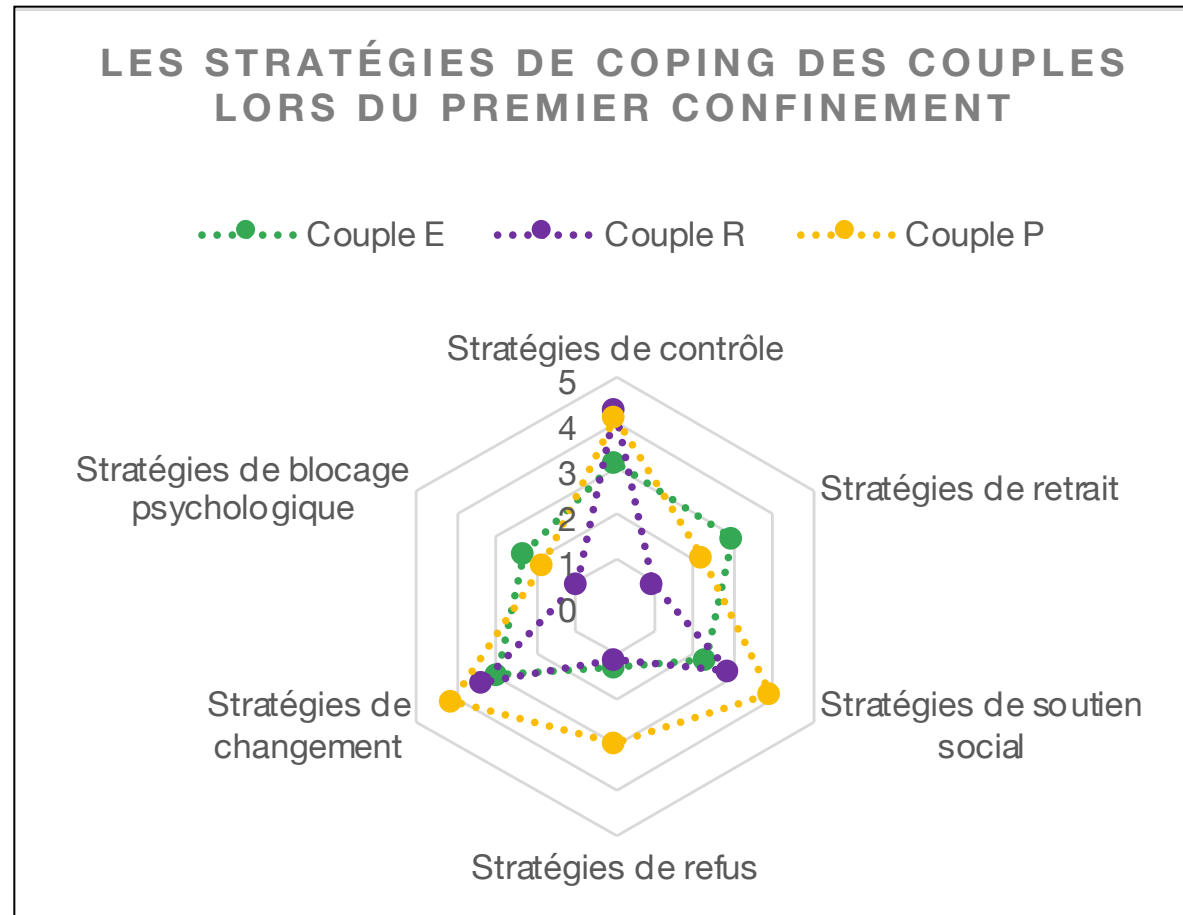 LES STRATÉGIES DE COPING DES COUPLES
LORS DU PREMIER CONFINEMENT
Couple E
Couple R
Couple P
Stratégies de contrôle
5
4
3
2
1
0
Stratégies de retrait
Stratégies de soutien
social
Stratégies de refus
Stratégies de
changement
Stratégies de blocage
psychologique